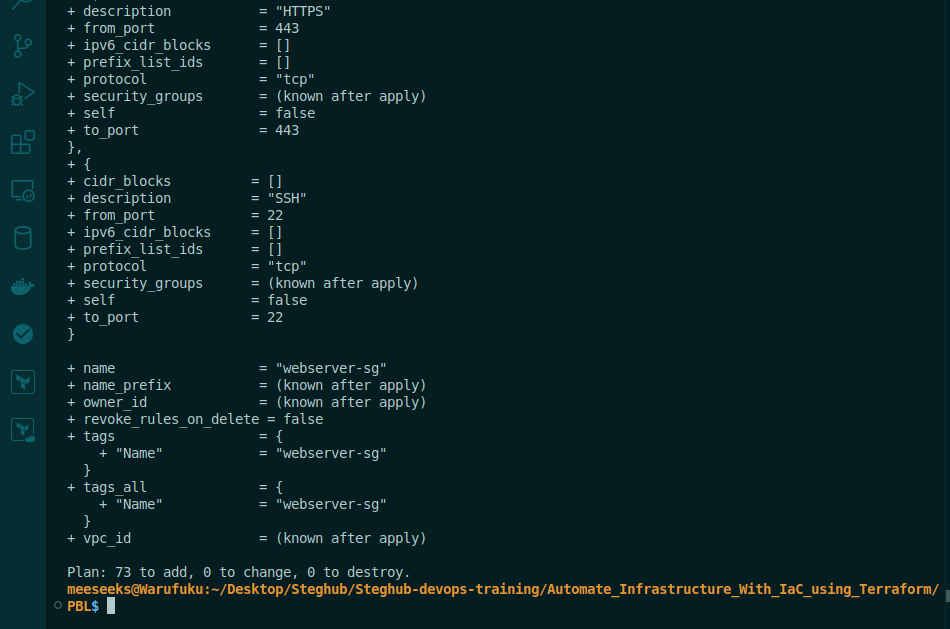 + description           = "HTTPS"
+ from_port             = 443
+ ipv6_cidr_blocks      = []
+ prefix_list_ids       = []
+ protocol              = "tcp"
+ security_groups       = (known after apply)
+ self                  = false
+ to_port               = 443
},
+ {
+ cidr_blocks          = []
+ description          = "SSH"
+ from_port            = 22
+ ipv6_cidr_blocks     = []
+ prefix_list_ids      = []
+ protocol             = "tcp"
+ security_groups      = (known after apply)
+ self                 = false
+ to_port              = 22
}
+ name                  = "webserver-sg"
+ name_prefix           = (known after apply)
+ owner_id              = (known after apply)
+ revoke_rules_on_delete = false
+ tags                  = {
    + "Name"            = "webserver-sg"
  }
+ tags_all              = {
    + "Name"            = "webserver-sg"
  }
+ vpc_id                = (known after apply)
Plan: 73 to add, 0 to change, 0 to destroy.
meeseeks@Warufuku:~/Desktop/Steghub/Steghub-devops-training/Automate_Infrastructure_With_IaC_using_Terraform/
PBL$